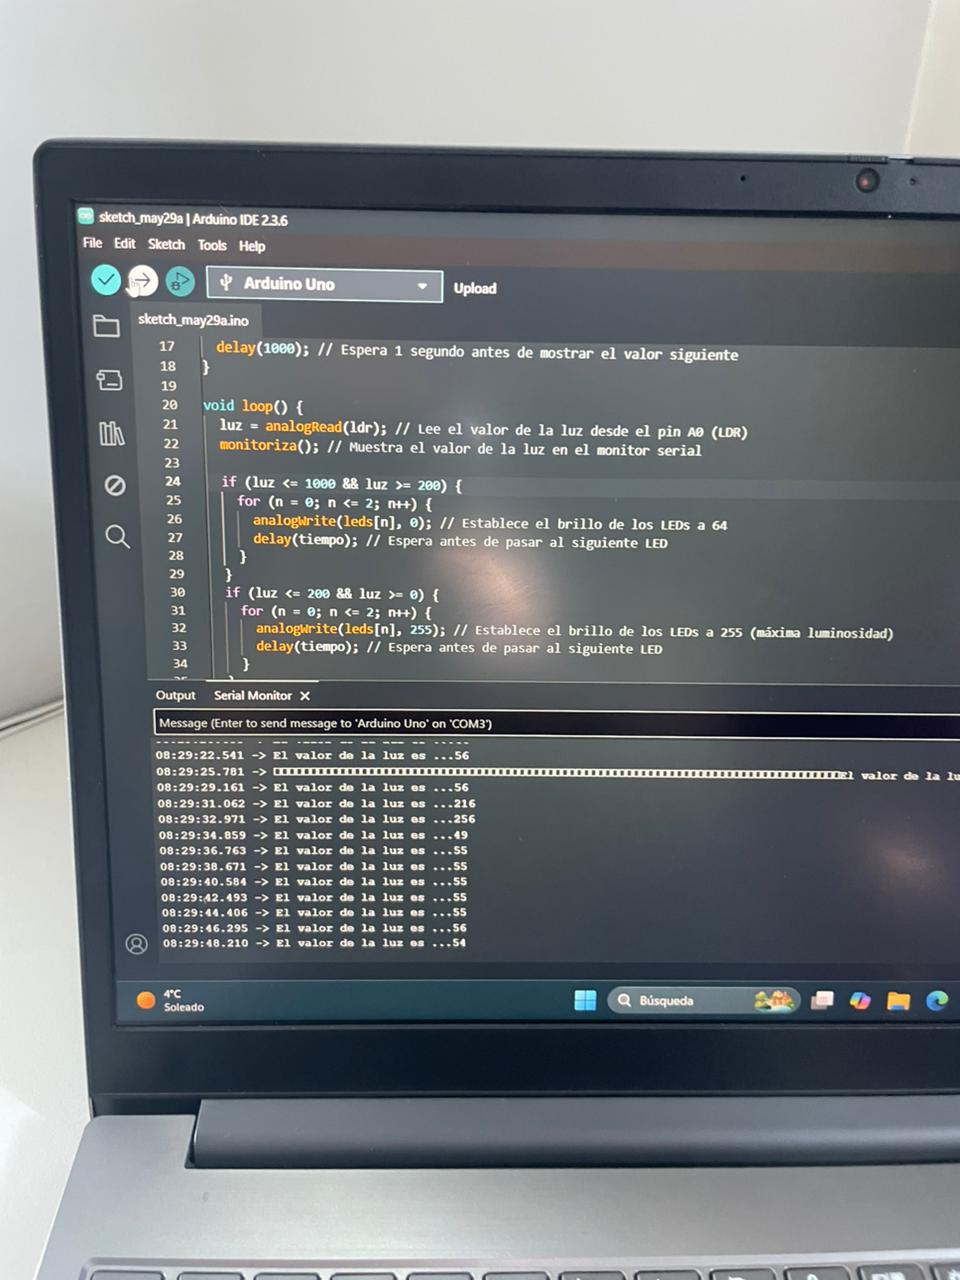 sketch_may29a | Arduino IDE 2.3.6
File Edit Sketch Tools Help
Arduino Uno
Upload
sketch_may29a.ino
17 delay(1000); // Espera 1 segundo antes de mostrar el valor siguiente
18 }
19
20 void loop() {
21 luz = analogRead(ldr); // Lee el valor de la luz desde el pin A0 (LDR)
22 monitoriza(); // Muestra el valor de la luz en el monitor serial
23
24 if (luz <= 1000 && luz >= 200) {
25 for (n = 0; n <= 2; n++) {
26 analogWrite(leds[n], 0); // Establece el brillo de los LEDs a 64
27 delay(tiempo); // Espera antes de pasar al siguiente LED
28 }
29 }
30 if (luz <= 200 && luz >= 0) {
31 for (n = 0; n <= 2; n++) {
32 analogWrite(leds[n], 255); // Establece el brillo de los LEDs a 255 (máxima luminosidad)
33 delay(tiempo); // Espera antes de pasar al siguiente LED
34 }
Output Serial Monitor
Message (Enter to send message to 'Arduino Uno' on 'COM3')
08:29:22.541 -> El valor de la luz es ...56
08:29:25.781 -> El valor de la lu
08:29:29.161 -> El valor de la luz es ...56
08:29:31.062 -> El valor de la luz es ...216
08:29:32.971 -> El valor de la luz es ...256
08:29:34.859 -> El valor de la luz es ...49
08:29:36.763 -> El valor de la luz es ...55
08:29:38.671 -> El valor de la luz es ...55
08:29:40.584 -> El valor de la luz es ...55
08:29:42.493 -> El valor de la luz es ...55
08:29:44.406 -> El valor de la luz es ...55
08:29:46.295 -> El valor de la luz es ...56
08:29:48.210 -> El valor de la luz es ...54
4°C
Soleado
Búsqueda